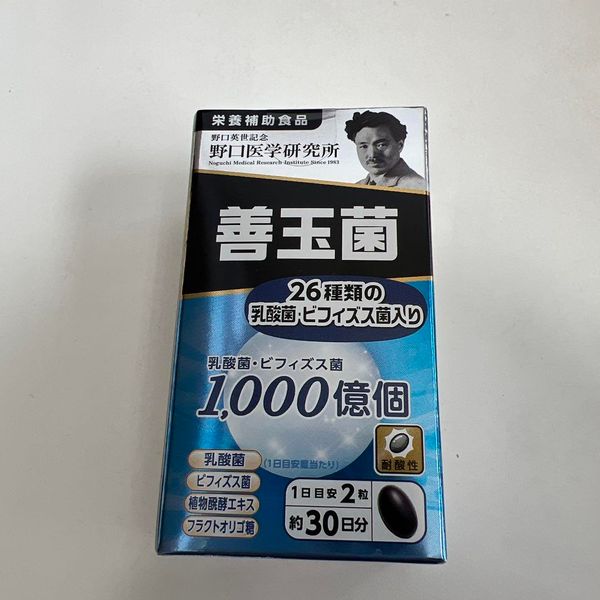 栄養補助食品
野口英世記念
野口医学研究所
Noguchi Medical Research Institute Since 1983
善玉菌
26種類の
乳酸菌・ビフィズス菌入り
乳酸菌・ビフィズス菌
1,000億個
(1日目安量当たり)
耐酸性
乳酸菌
ビフィズス菌
植物醗酵エキス
フラクトオリゴ糖
1日目安2粒
約30日分